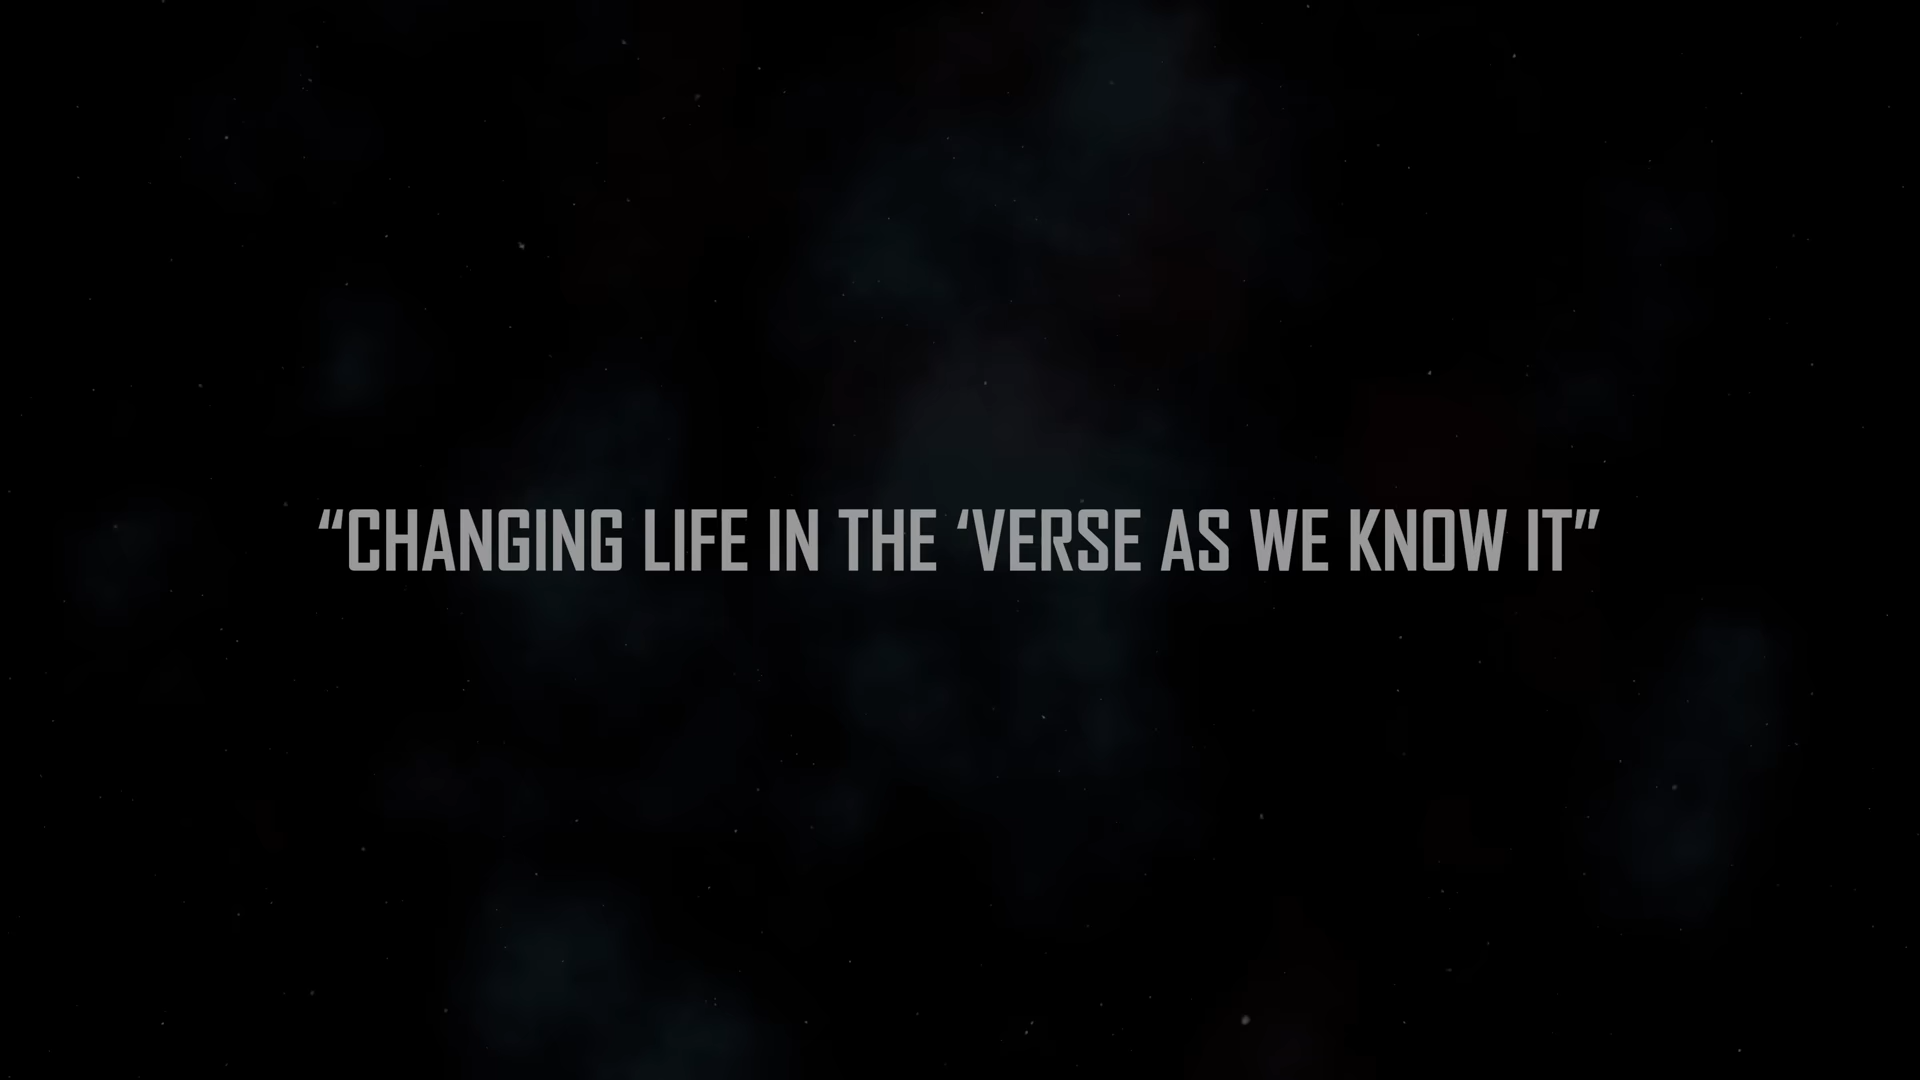 “CHANGING LIFE IN THE ‘VERSE AS WE KNOW IT”